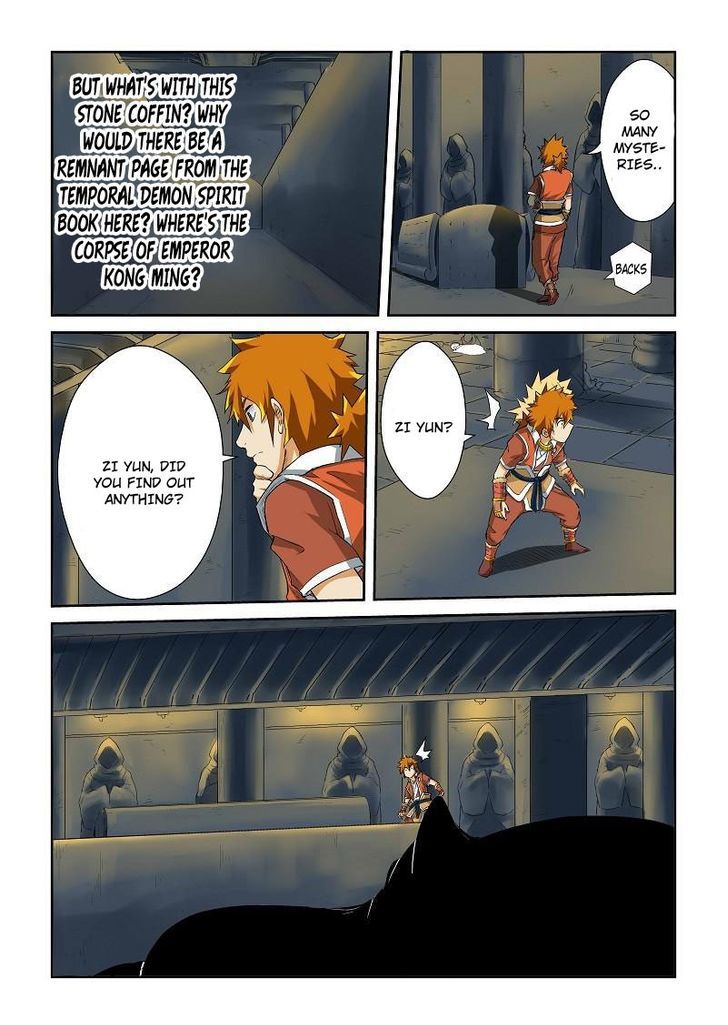 BUT WHAT'S WITH THIS
STONE COFFIN? WHY
WOULD THERE BE A
REMNANT PAGE FROM THE
TEMPORAL DEMON SPIRIT
BOOK HERE? WHERE'S THE
CORPSE OF EMPEROR
KONG MING?
SO
MANY
MYSTE-
RIES..
BACKS
ZI YUN, DID
YOU FIND OUT
ANYTHING?
ZI YUN?